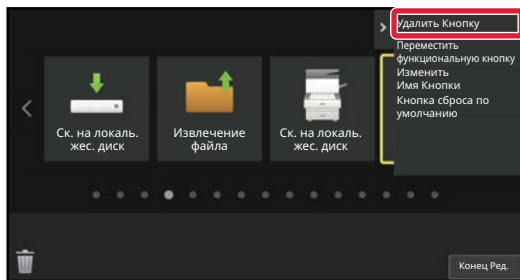 Удалить Кнопку
Переместить
функциональную кнопку
Изменить
Имя Кнопки
Кнопка сброса по
умолчанию
Ск. на локаль.
жес. диск
Извлечение
файла
Ск. на локаль.
жес. диск
Конец Ред.